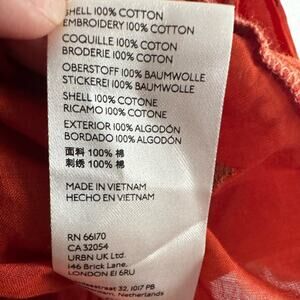 SHELL 100% COTTON
EMBROIDERY 100% COTTON
COQUILLE 100% COTON
BRODERIE 100% COTON
OBERSTOFF 100% BAUMWOLLE
STICKEREI 100% BAUMWOLLE
SHELL 100% COTONE
RICAMO 100% COTONE
EXTERIOR 100% ALGODÓN
BORDADO 100% ALGODÓN
面料 100% 棉
刺绣 100% 棉
MADE IN VIETNAM
HECHO EN VIETNAM
RN 66170
CA 32054
URBN UK Ltd.
146 Brick Lane,
LONDON E1 6RU
32, 1017 PB